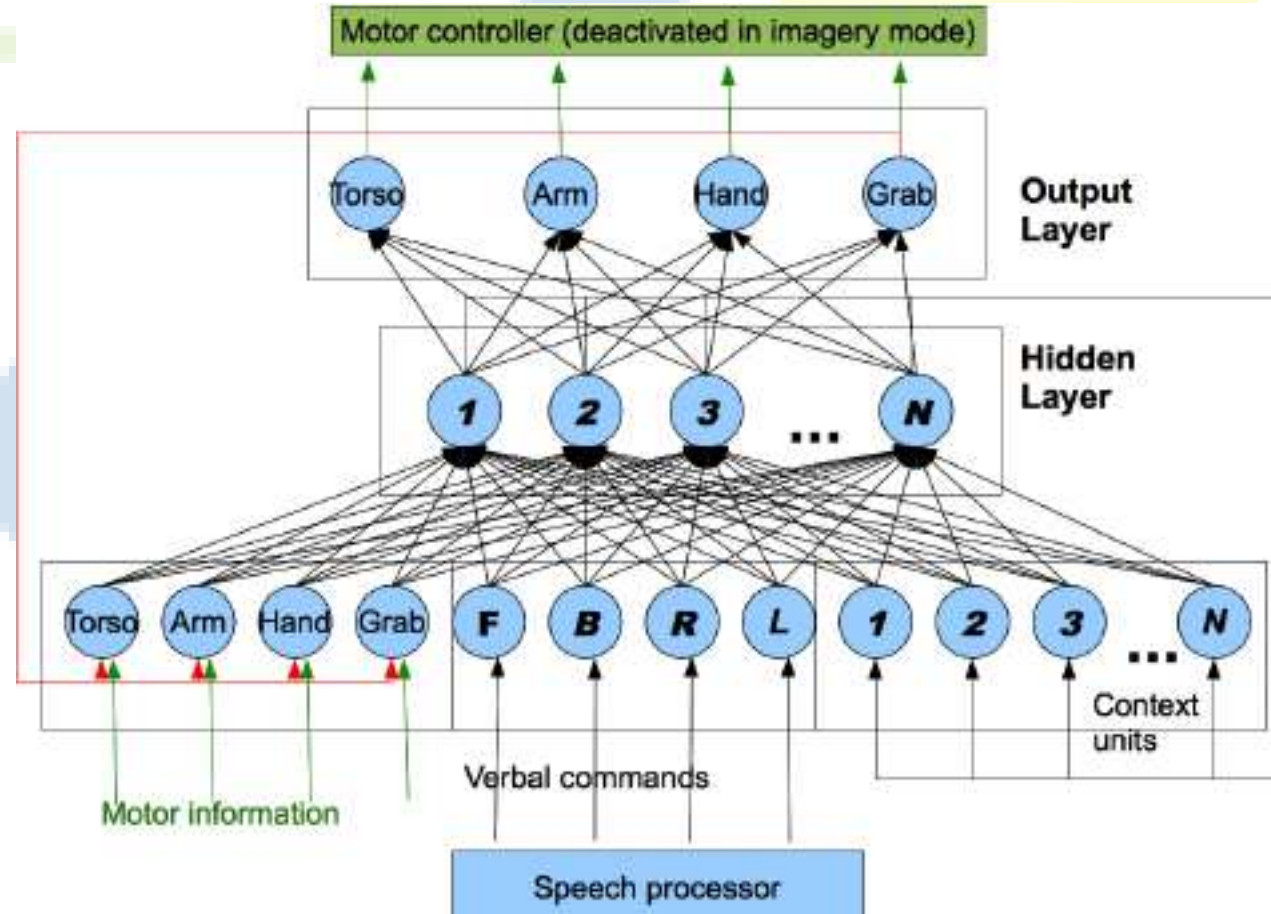 Motor controller (deactivated in imagery mode)
Torso Arm Hand Grab
Output
Layer
Hidden
Layer
1 2 3 ... N
Torso Arm Hand Grab F B R L 1 2 3 ... N
Context
units
Verbal commands
Motor information
Speech processor